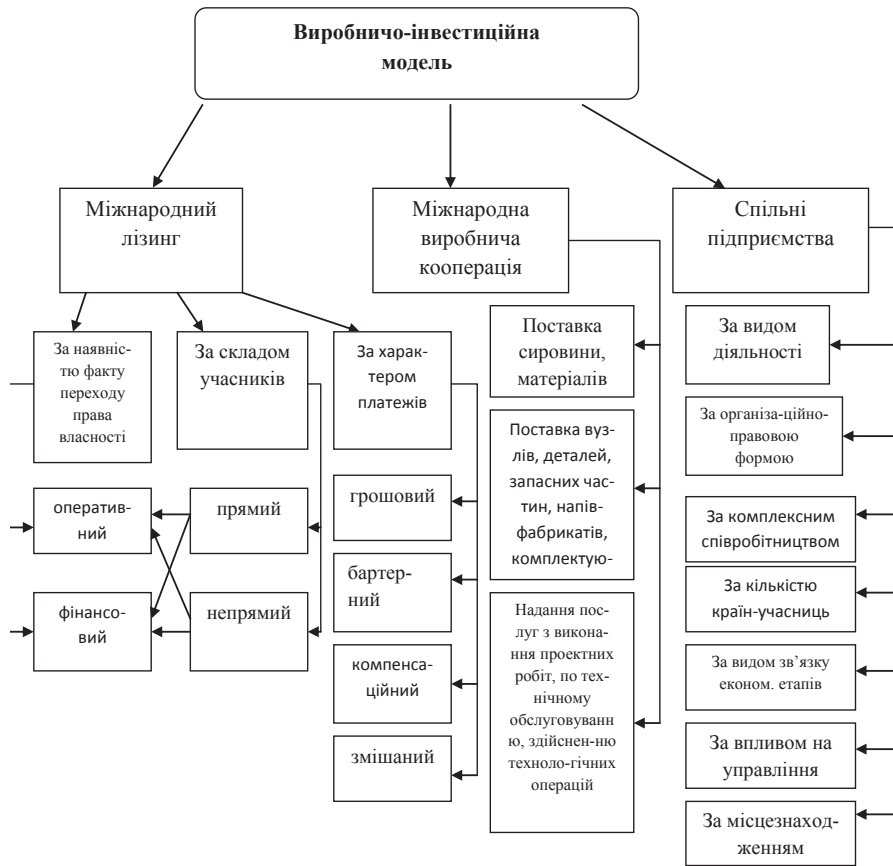 Виробничо-інвестиційна
модель
Міжнародний
лізинг
Міжнародна
виробнича
кооперація
Спільні
підприємства
За наявніс-
тю факту
переходу
права
власності
За складом
учасників
За харак-
тером
платежів
Поставка
сировини,
матеріалів
За видом
діяльності
Поставка вуз-
лів, деталей,
запасних час-
тин, напів-
фабрикатів,
комплектую-
За організа-ційно-
правовою
формою
оператив-
ний
прямий
грошовий
За комплексним
співробітництвом
бартер-
ний
За кількістю
країн-учасниць
фінансо-
вий
непрямий
Надання пос-
луг з викона-
ння проектних
робіт, по тех-
нічному
обслуговуванн
ю, здійснен-ню
техноло-гічних
операцій
компенса-
ційний
За видом зв’язку
економ. етапів
змішаний
За впливом на
управління
За місцезнаход-
женням